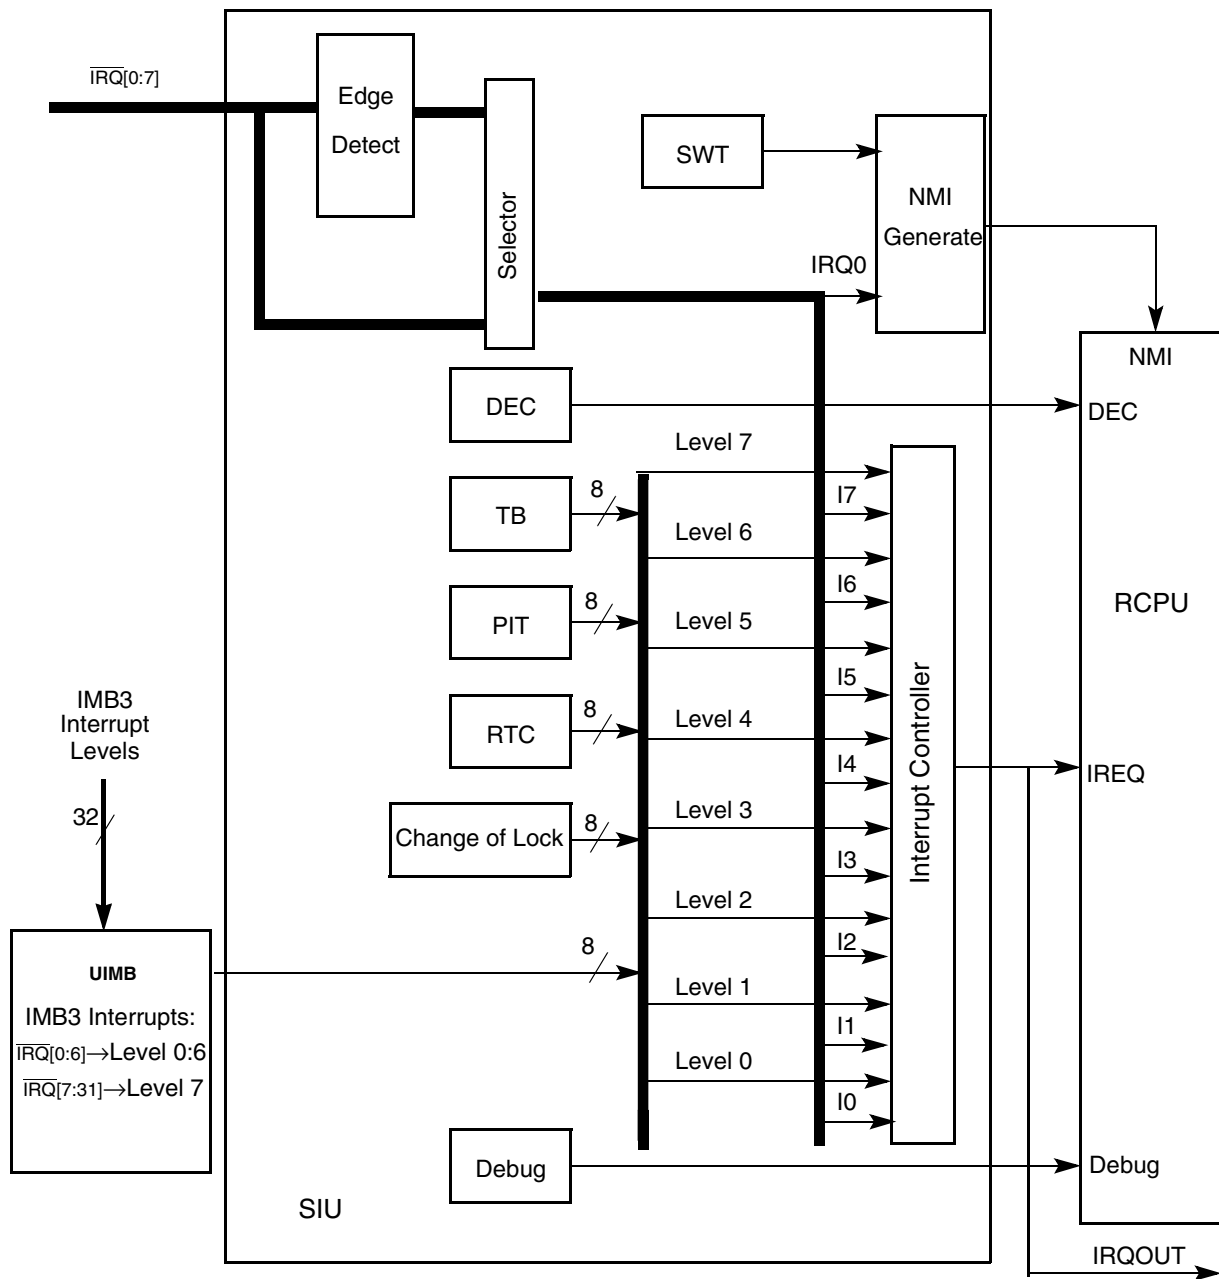 IRQ[0:7]
Edge
Detect
Selector
SWT
NMI
Generate
IRQ0
NMI
DEC
DEC
Level 7
8
TB
I7
Level 6
8
PIT
I6
Level 5
RCPU
IMB3
Interrupt
Levels
8
RTC
I5
Level 4
Interrupt Controller
I4
IREQ
32
Change of Lock
8
Level 3
I3
Level 2
8
I2
UIMB
IMB3 Interrupts:
IRQ[0:6]→Level 0:6
IRQ[7:31]→Level 7
Level 1
I1
Level 0
I0
Debug
Debug
SIU
IRQOUT